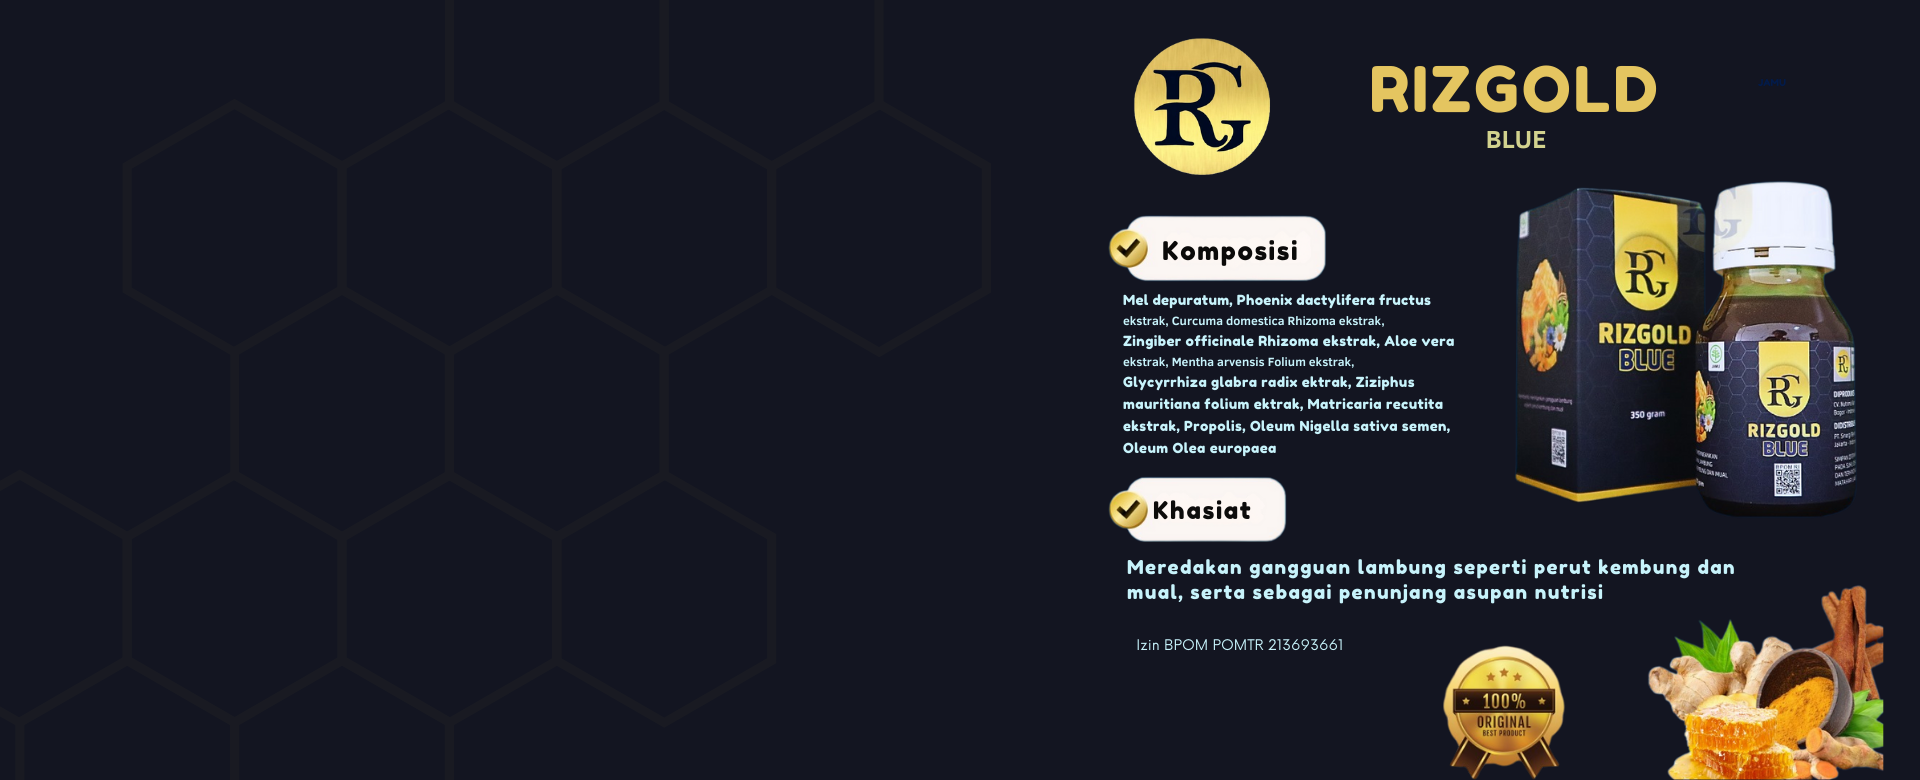 RG
RIZGOLD
BLUE
Komposisi
Mel depuratum, Phoenix dactylifera fructus
ekstrak, Curcuma domestica Rhizoma ekstrak,
Zingiber officinale Rhizoma ekstrak, Aloe vera
ekstrak, Mentha arvensis Folium ekstrak,
Glycyrrhiza glabra radix ektrak, Ziziphus
mauritiana folium ektrak, Matricaria recutita
ekstrak, Propolis, Oleum Nigella sativa semen,
Oleum Olea europaea
Khasiat
Meredakan gangguan lambung seperti perut kembung dan
mual, serta sebagai penunjang asupan nutrisi
Izin BPOM POMTR 213693661
RG
RIZGOLD
BLUE
350 gram
RG
RIZGOLD
BLUE
100%
ORIGINAL
BEST PRODUCT